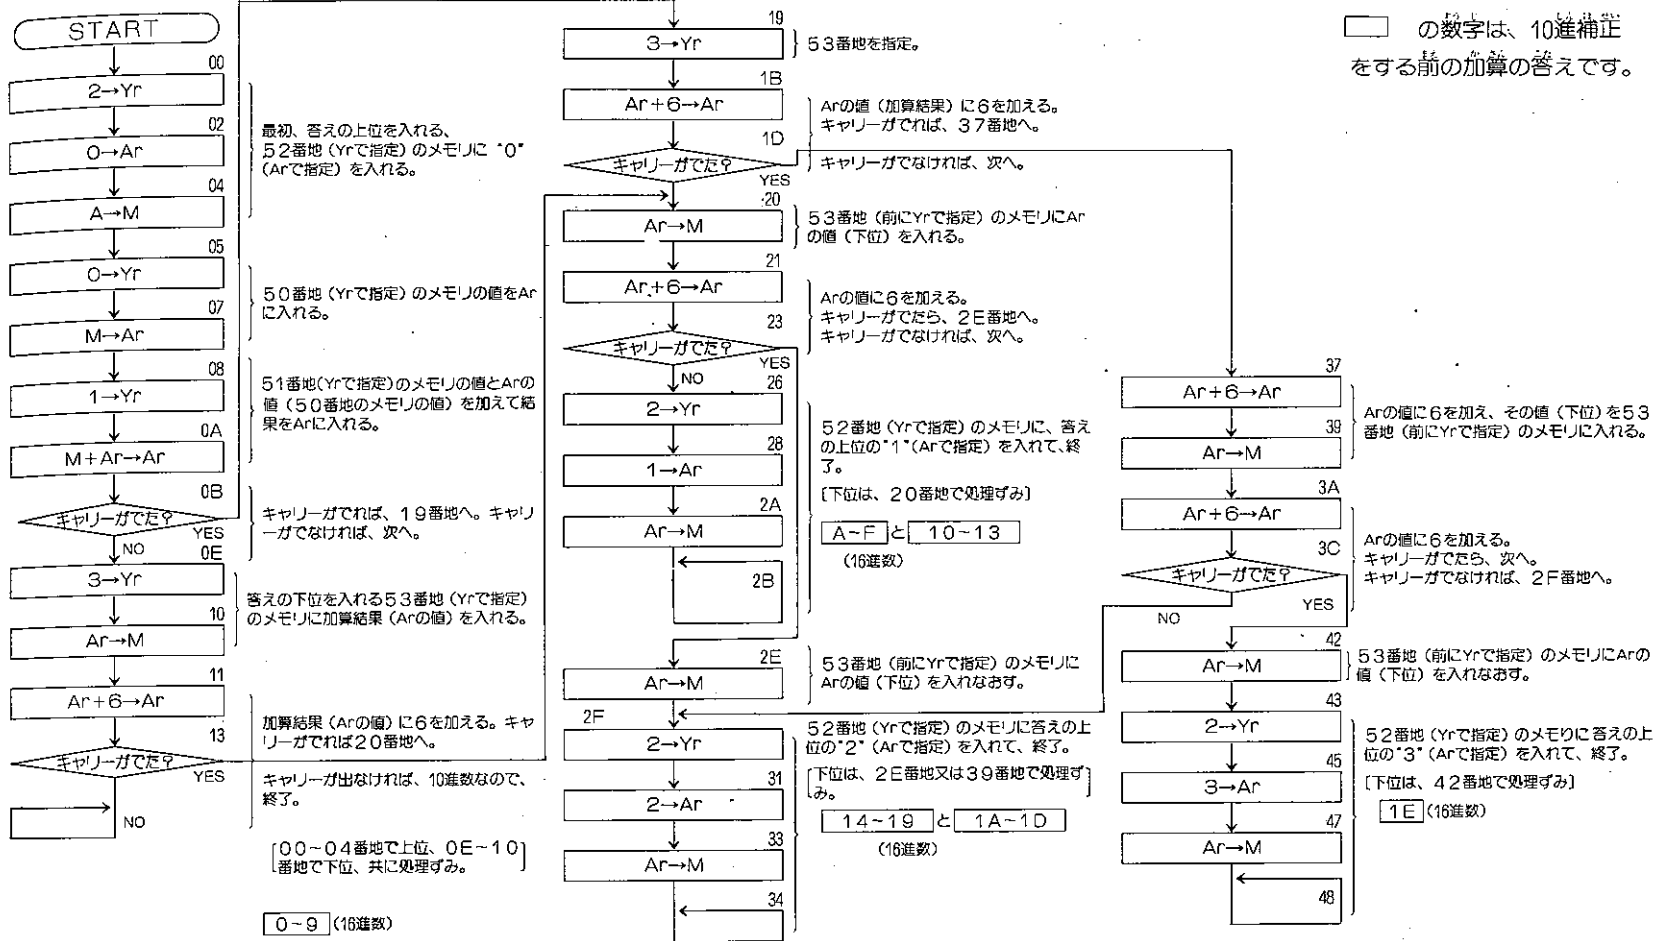 START
00
2→Yr
02
0→Ar
04
A→M
最初、答えの上位を入れる、
52番地（Yrで指定）のメモリに "0"
（Arで指定）を入れる。
05
0→Yr
07
M→Ar
50番地（Yrで指定）のメモリの値をAr
に入れる。
08
1→Yr
0A
M+Ar→Ar
51番地(Yrで指定)のメモリの値とArの
値（50番地のメモリの値）を加えて結
果をArに入れる。
0B
キャリーがでた？
YES
NO
キャリーがでれば、19番地へ。キャリ
ーがでなければ、次へ。
0E
3→Yr
10
Ar→M
答えの下位を入れる53番地（Yrで指定）
のメモリに加算結果（Arの値）を入れる。
11
Ar+6→Ar
13
キャリーがでた？
YES
NO
加算結果（Arの値）に6を加える。キャ
リーがでれば20番地へ。
キャリーが出なければ、10進数なので、
終了。
[00~04番地で上位、0E~10
番地で下位、共に処理ずみ。]
0~9 (16進数)
19
3→Yr
53番地を指定。
1B
Ar+6→Ar
1D
キャリーがでた？
YES
Arの値（加算結果）に6を加える。
キャリーがでれば、37番地へ。
キャリーがでなければ、次へ。
20
Ar→M
53番地（前にYrで指定）のメモリにAr
の値（下位）を入れる。
21
Ar+6→Ar
23
キャリーがでた？
YES
NO
Arの値に6を加える。
キャリーがでたら、2E番地へ。
キャリーがでなければ、次へ。
26
2→Yr
28
1→Ar
2A
Ar→M
2B
52番地（Yrで指定）のメモリに、答え
の上位の"1"(Arで指定）を入れて、終
了。
[下位は、20番地で処理ずみ]
A~F と 10~13
(16進数)
2E
Ar→M
53番地（前にYrで指定）のメモリに
Arの値（下位）を入れなおす。
2F
2→Yr
31
2→Ar
33
Ar→M
34
52番地（Yrで指定）のメモリに答えの上
位の"2"（Arで指定）を入れて、終了。
[下位は、2E番地又は39番地で処理ず
み。]
14~19 と 1A~1D
(16進数)
の数字は、10進補正
をする前の加算の答えです。
37
Ar+6→Ar
39
Ar→M
Arの値に6を加え、その値（下位）を53
番地（前にYrで指定）のメモリに入れる。
3A
Ar+6→Ar
3C
キャリーがでた？
YES
NO
Arの値に6を加える。
キャリーがでたら、次へ。
キャリーがでなければ、2F番地へ。
42
Ar→M
53番地（前にYrで指定）のメモリにArの
値（下位）を入れなおす。
43
2→Yr
45
3→Ar
47
Ar→M
48
52番地（Yrで指定）のメモリに答えの上
位の"3"（Arで指定）を入れて、終了。
[下位は、42番地で処理ずみ]
1E (16進数)